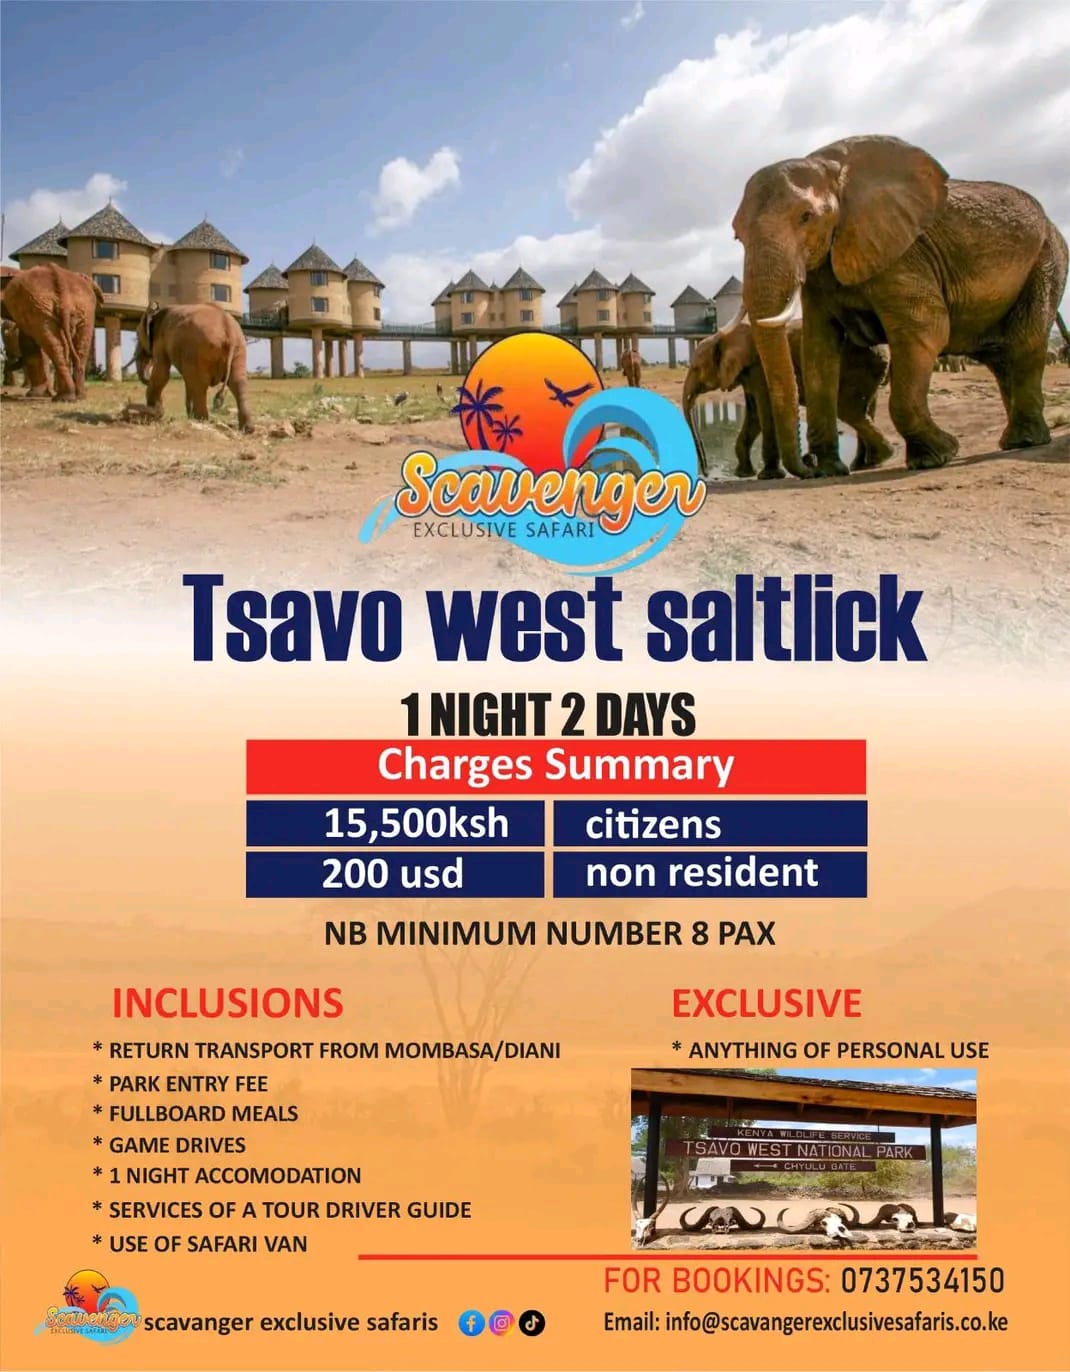 Scavenger
EXCLUSIVE SAFARI
Tsavo west saltlick
1 NIGHT 2 DAYS
Charges Summary
15,500ksh citizens
200 usd non resident
NB MINIMUM NUMBER 8 PAX
INCLUSIONS
* RETURN TRANSPORT FROM MOMBASA/DIANI
* PARK ENTRY FEE
* FULLBOARD MEALS
* GAME DRIVES
* 1 NIGHT ACCOMODATION
* SERVICES OF A TOUR DRIVER GUIDE
* USE OF SAFARI VAN
EXCLUSIVE
* ANYTHING OF PERSONAL USE
KENYA WILDLIFE SERVICE
TSAVO WEST NATIONAL PARK
CHYULU GATE
FOR BOOKINGS: 0737534150
Scavenger
EXCLUSIVE SAFARI
scavanger exclusive safaris
Email: info@scavangerexclusivesafaris.co.ke